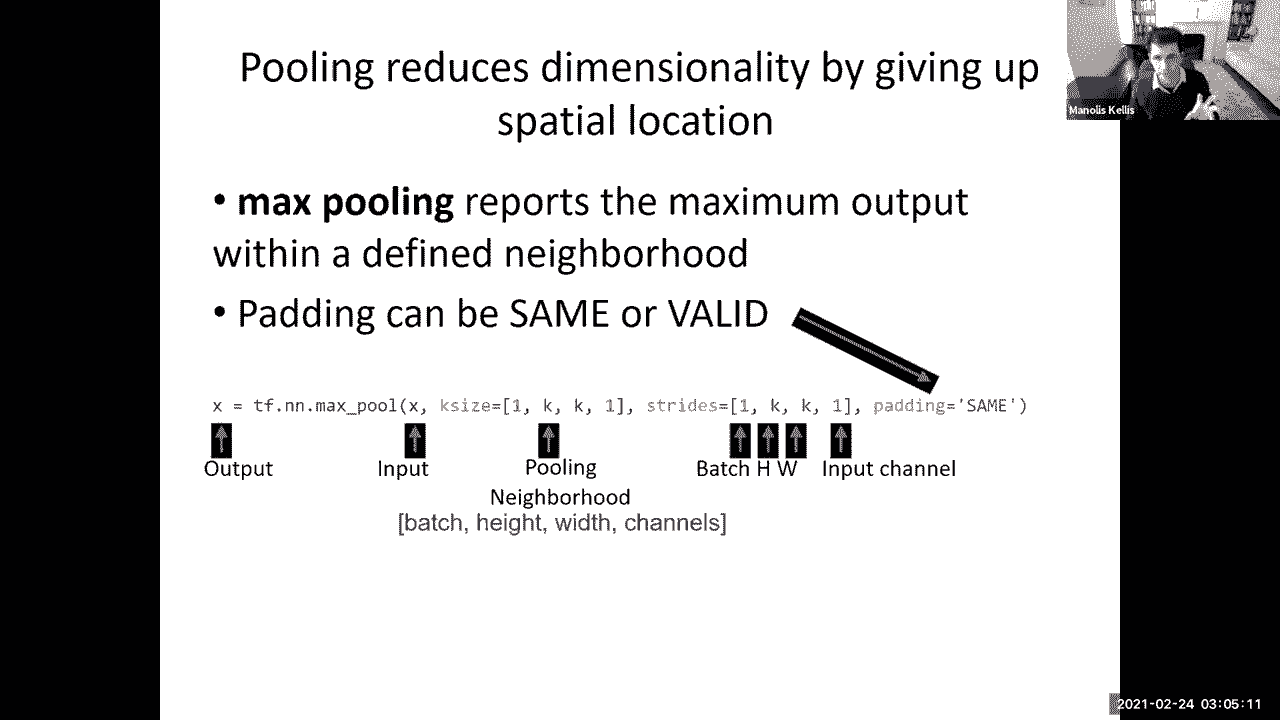 Pooling reduces dimensionality by giving up
spatial location
Manolis Kellis
• max pooling reports the maximum output
within a defined neighborhood
• Padding can be SAME or VALID
x = tf.nn.max_pool(x, ksize=[1, k, k, 1], strides=[1, k, k, 1], padding='SAME')
Output Input Pooling Batch H W Input channel
Neighborhood
[batch, height, width, channels]
2021-02-24 03:05:11